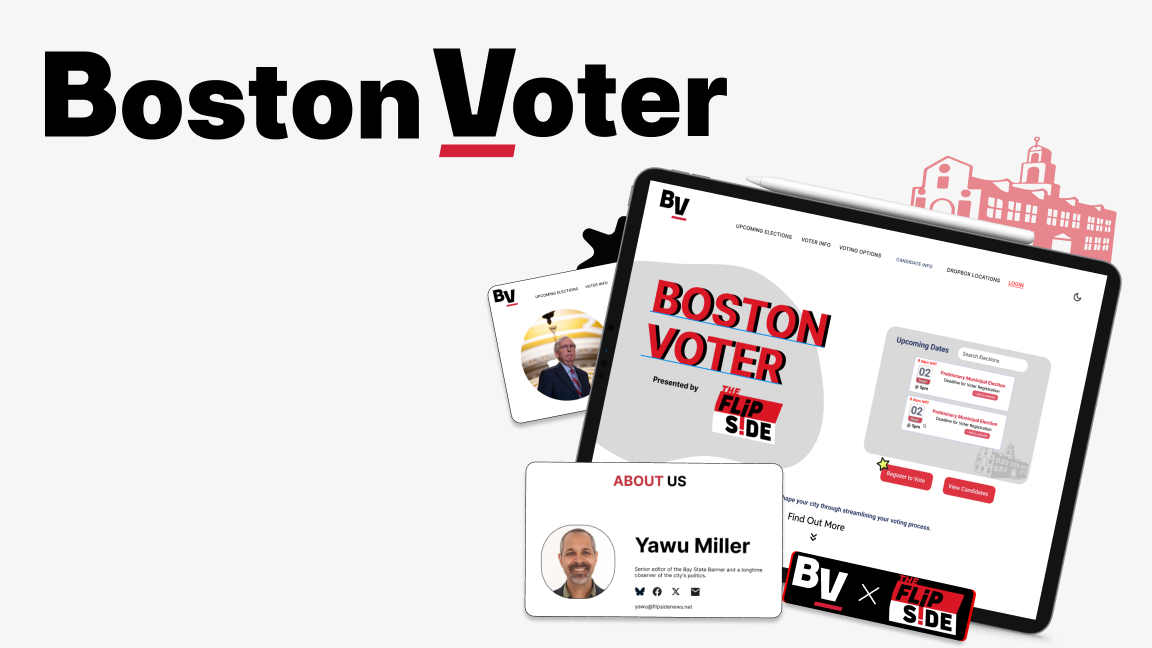 Boston Voter
BV
UPCOMING ELECTIONS VOTER INFO VOTING OPTIONS CANDIDATE INFO DROPBOX LOCATIONS LOGIN
BV
UPCOMING ELECTIONS VOTER INFO
BOSTON
VOTER
Presented by
THE
FLiP
S!DE
Upcoming Dates
Search Elections
02
@ 5pm
Preliminary Municipal Election
Deadline for Voter Registration
02
@ 5pm
Preliminary Municipal Election
Deadline for Voter Registration
Register to Vote
View Candidates
your city through streamlining your voting process.
Find Out More
ABOUT US
Yawu Miller
Senior editor of the Bay State Banner and a longtime
observer of the city's politics.
yawu@flipsidenews.net
BV
THE
FLiP
S!DE